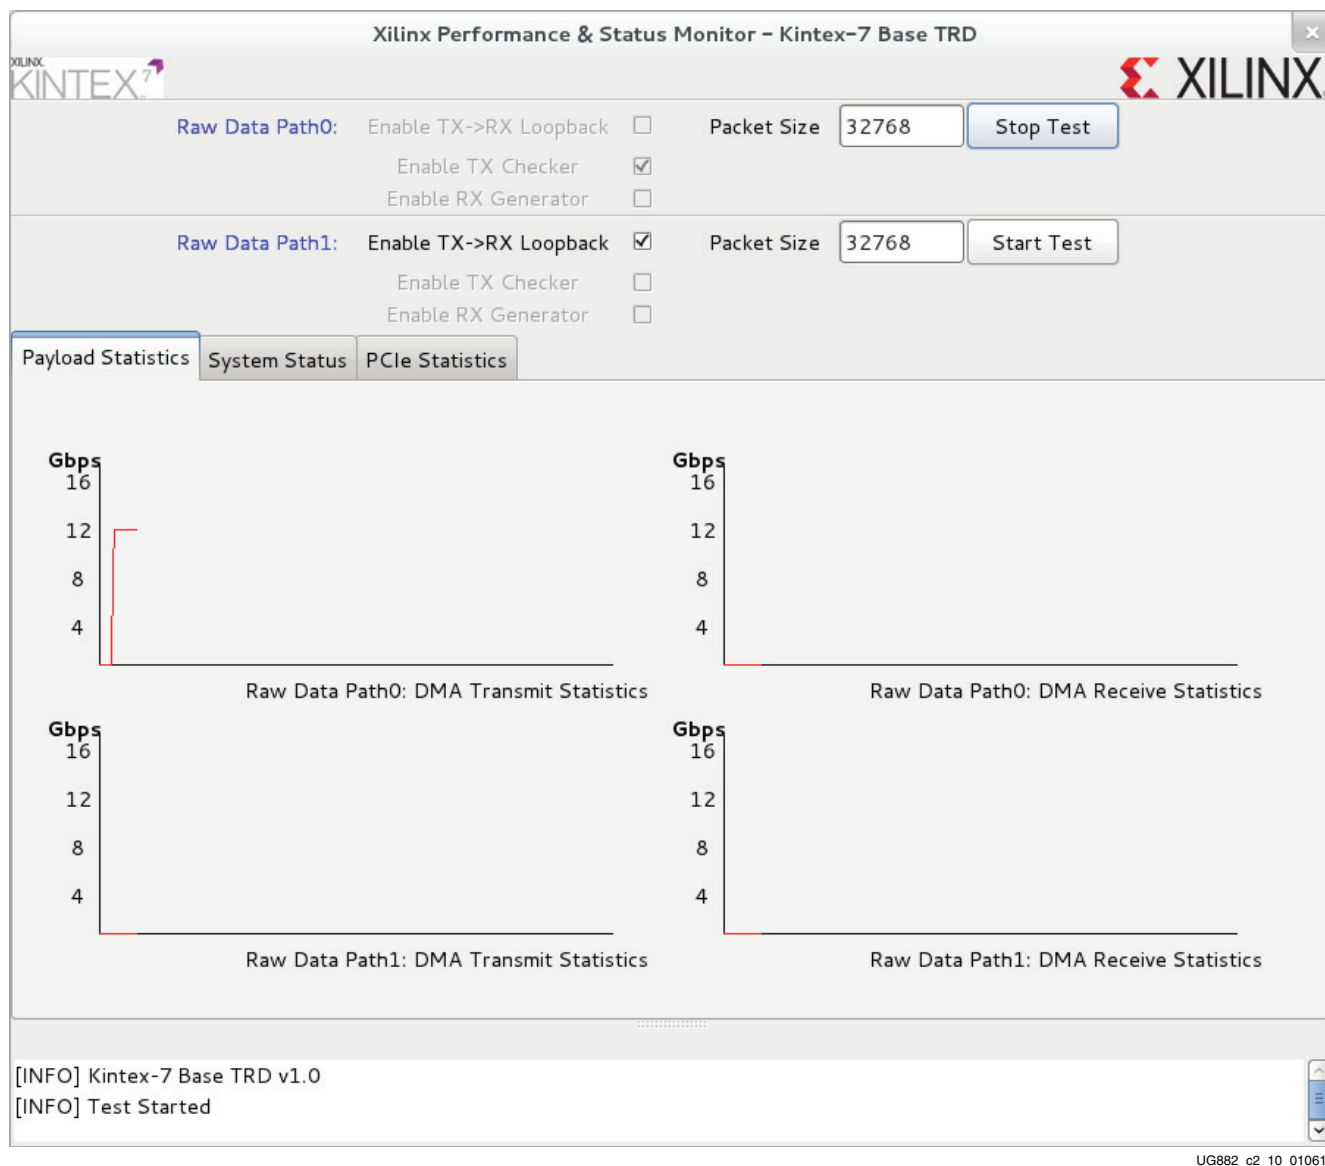 Xilinx Performance & Status Monitor – Kintex-7 Base TRD
XILINX
KINTEX 7
XILINX
Raw Data Path0: Enable TX->RX Loopback Packet Size 32768 Stop Test
Enable TX Checker
Enable RX Generator
Raw Data Path1: Enable TX->RX Loopback Packet Size 32768 Start Test
Enable TX Checker
Enable RX Generator
Payload Statistics System Status PCIe Statistics
Gbps
16
12
8
4
Raw Data Path0: DMA Transmit Statistics
Gbps
16
12
8
4
Raw Data Path0: DMA Receive Statistics
Gbps
16
12
8
4
Raw Data Path1: DMA Transmit Statistics
Gbps
16
12
8
4
Raw Data Path1: DMA Receive Statistics
[INFO] Kintex-7 Base TRD v1.0
[INFO] Test Started
UG882_c2_10_01061